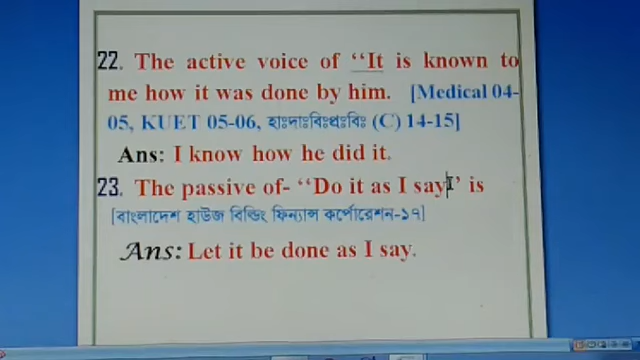 22. The active voice of ‘‘It is known to
me how it was done by him. [Medical 04-
05, KUET 05-06, হাঃদাঃবিঃপ্রঃবিঃ (C) 14-15]
Ans: I know how he did it.
23. The passive of- ‘‘Do it as I say’’ is
[বাংলাদেশ হাউজ বিল্ডিং ফিন্যান্স কর্পোরেশন-১৭]
Ans: Let it be done as I say.